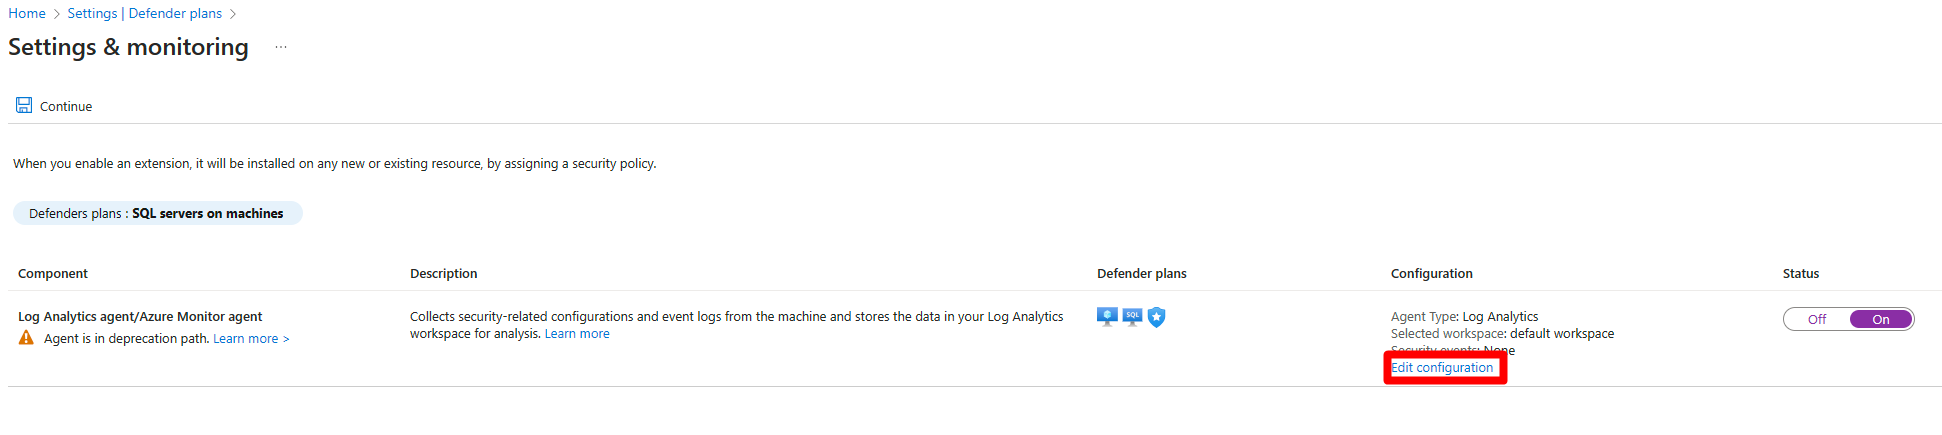 Home > Settings | Defender plans >
Settings & monitoring ...
Continue
When you enable an extension, it will be installed on any new or existing resource, by assigning a security policy.
Defenders plans : SQL servers on machines
Component Description Defender plans Configuration Status
Log Analytics agent/Azure Monitor agent
Agent is in deprecation path. Learn more >
Collects security-related configurations and event logs from the machine and stores the data in your Log Analytics
workspace for analysis. Learn more
SQL
Agent Type: Log Analytics
Selected workspace: default workspace
Security events: None
Edit configuration
Off On